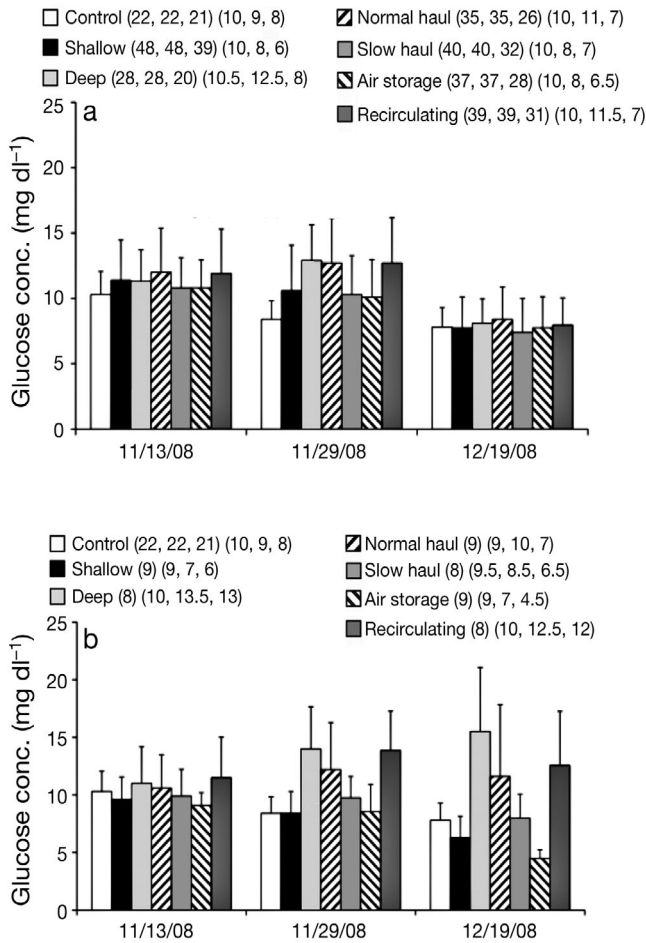 Control (22, 22, 21) (10, 9, 8)
Shallow (48, 48, 39) (10, 8, 6)
Deep (28, 28, 20) (10.5, 12.5, 8)
Normal haul (35, 35, 26) (10, 11, 7)
Slow haul (40, 40, 32) (10, 8, 7)
Air storage (37, 37, 28) (10, 8, 6.5)
Recirculating (39, 39, 31) (10, 11.5, 7)
a
Glucose conc. (mg dl⁻¹)
25
20
15
10
5
0
11/13/08 11/29/08 12/19/08
Control (22, 22, 21) (10, 9, 8)
Shallow (9) (9, 7, 6)
Deep (8) (10, 13.5, 13)
Normal haul (9) (9, 10, 7)
Slow haul (8) (9.5, 8.5, 6.5)
Air storage (9) (9, 7, 4.5)
Recirculating (8) (10, 12.5, 12)
b
Glucose conc. (mg dl⁻¹)
25
20
15
10
5
0
11/13/08 11/29/08 12/19/08